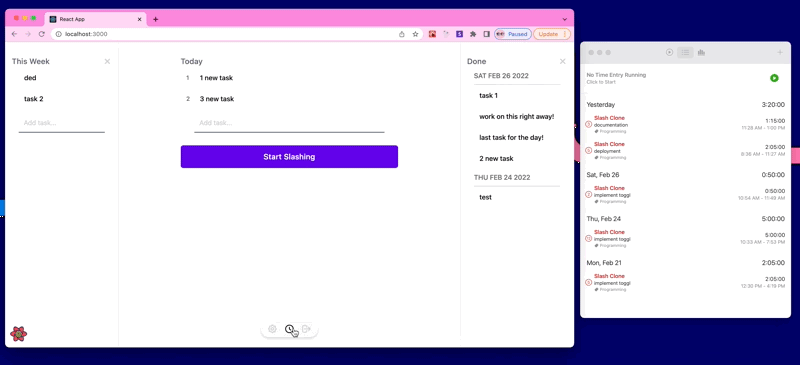 React App
localhost:3000
Paused
Update
This Week
ded
task 2
Add task...
Today
1 1 new task
2 3 new task
Add task...
Start Slashing
Done
SAT FEB 26 2022
task 1
work on this right away!
last task for the day!
2 new task
THU FEB 24 2022
test
No Time Entry Running
Click to Start
Yesterday 3:20:00
Slash Clone 1:15:00
documentation 11:28 AM - 1:00 PM
Programming
Slash Clone 2:05:00
deployment 8:38 AM - 11:27 AM
Programming
Sat, Feb 26 0:50:00
Slash Clone 0:50:00
implement toggl 10:54 AM - 11:49 AM
Programming
Thu, Feb 24 5:00:00
Slash Clone 5:00:00
implement toggl 10:33 AM - 7:52 PM
Programming
Mon, Feb 21 2:05:00
Slash Clone 2:05:00
implement toggl 12:30 PM - 4:19 PM
Programming